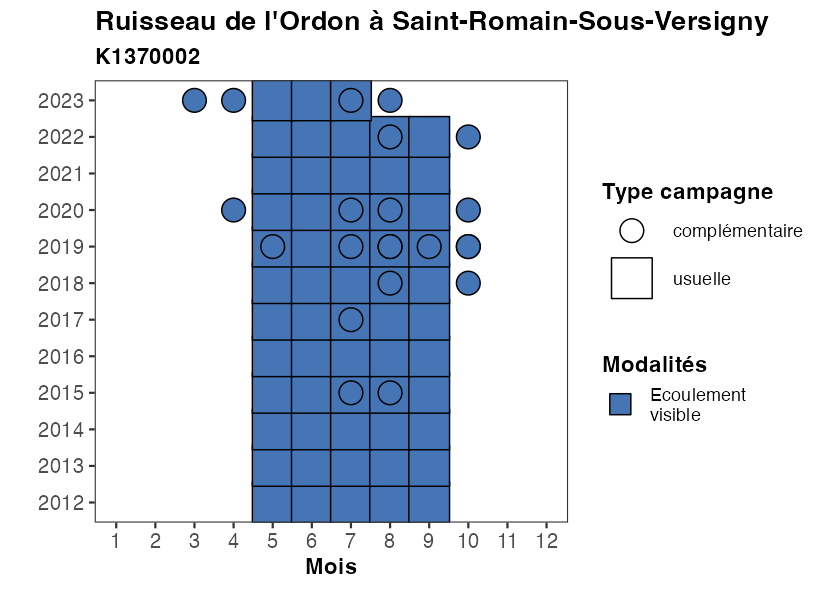 Ruisseau de l'Ordon à Saint-Romain-Sous-Versigny
K1370002
2023
2022
2021
2020
2019
2018
2017
2016
2015
2014
2013
2012
1 2 3 4 5 6 7 8 9 10 11 12
Mois
Type campagne
complémentaire
usuelle
Modalités
Ecoulement
visible